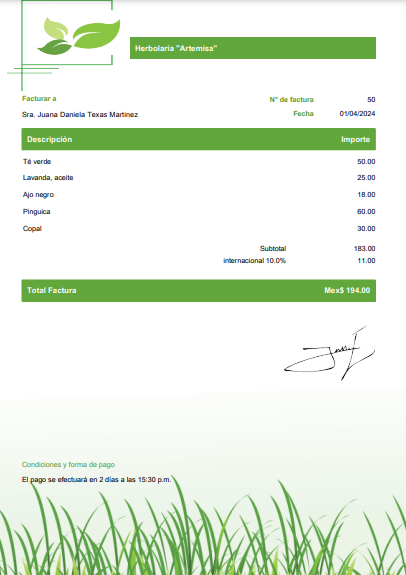 Herbolaria "Artemisa"
Facturar a
N° de factura 50
Sra. Juana Daniela Texas Martinez
Fecha 01/04/2024
Descripción Importe
Té verde 50.00
Lavanda, aceite 25.00
Ajo negro 18.00
Pinguica 60.00
Copal 30.00
Subtotal 183.00
internacional 10.0% 11.00
Total Factura Mex$ 194.00
Condiciones y forma de pago
El pago se efectuará en 2 días a las 15:30 p.m.